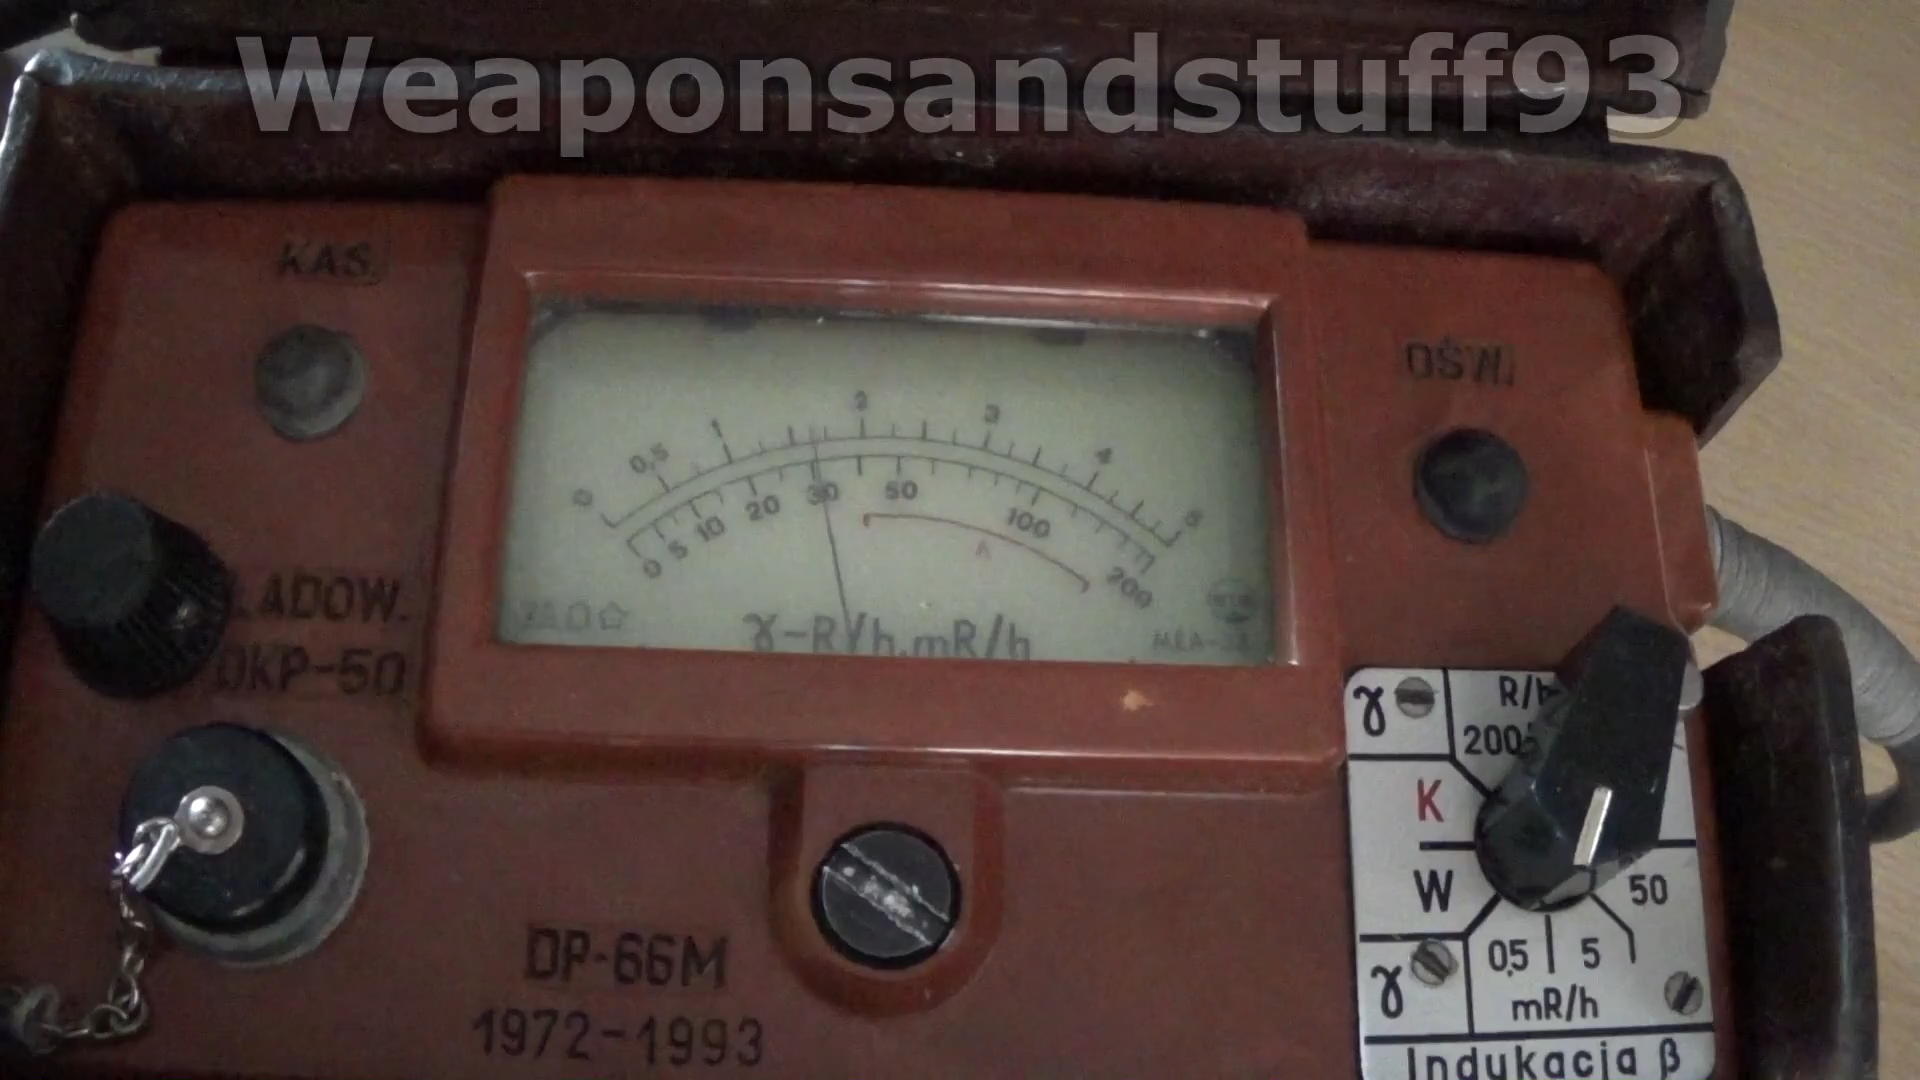 Weaponsandstuff93
KAS.
OŚW.
0 0,5 1 2 3 4 5
0 5 10 20 30 50 100 200
A
ɣ-R/h,mR/h
ŁADOW.
DKP-50
DP-66M
1972-1993
ɣ R/h
200
K
W
50
ɣ 0,5 5
mR/h
Indukacja β